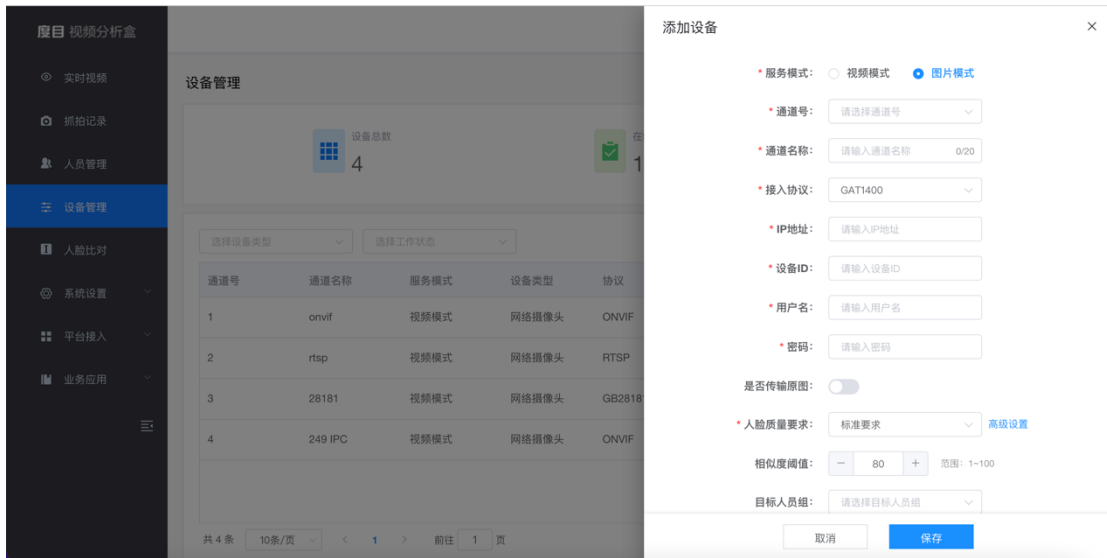 度目 视频分析盒
实时视频
抓拍记录
人员管理
设备管理
人脸比对
系统设置
平台接入
业务应用
设备管理
设备总数
4
在
1
选择设备类型
选择工作状态
通道号 通道名称 服务模式 设备类型 协议
1 onvif 视频模式 网络摄像头 ONVIF
2 rtsp 视频模式 网络摄像头 RTSP
3 28181 视频模式 网络摄像头 GB2818
4 249 IPC 视频模式 网络摄像头 ONVIF
共 4 条 10条/页 < 1 > 前往 1 页
添加设备 ×
* 服务模式: 视频模式 图片模式
* 通道号: 请选择通道号
* 通道名称: 请输入通道名称 0/20
* 接入协议: GAT1400
* IP地址: 请输入IP地址
* 设备ID: 请输入设备ID
* 用户名: 请输入用户名
* 密码: 请输入密码
是否传输原图:
* 人脸质量要求: 标准要求 高级设置
相似度阈值: － 80 + 范围: 1~100
目标人员组: 请选择目标人员组
取消 保存